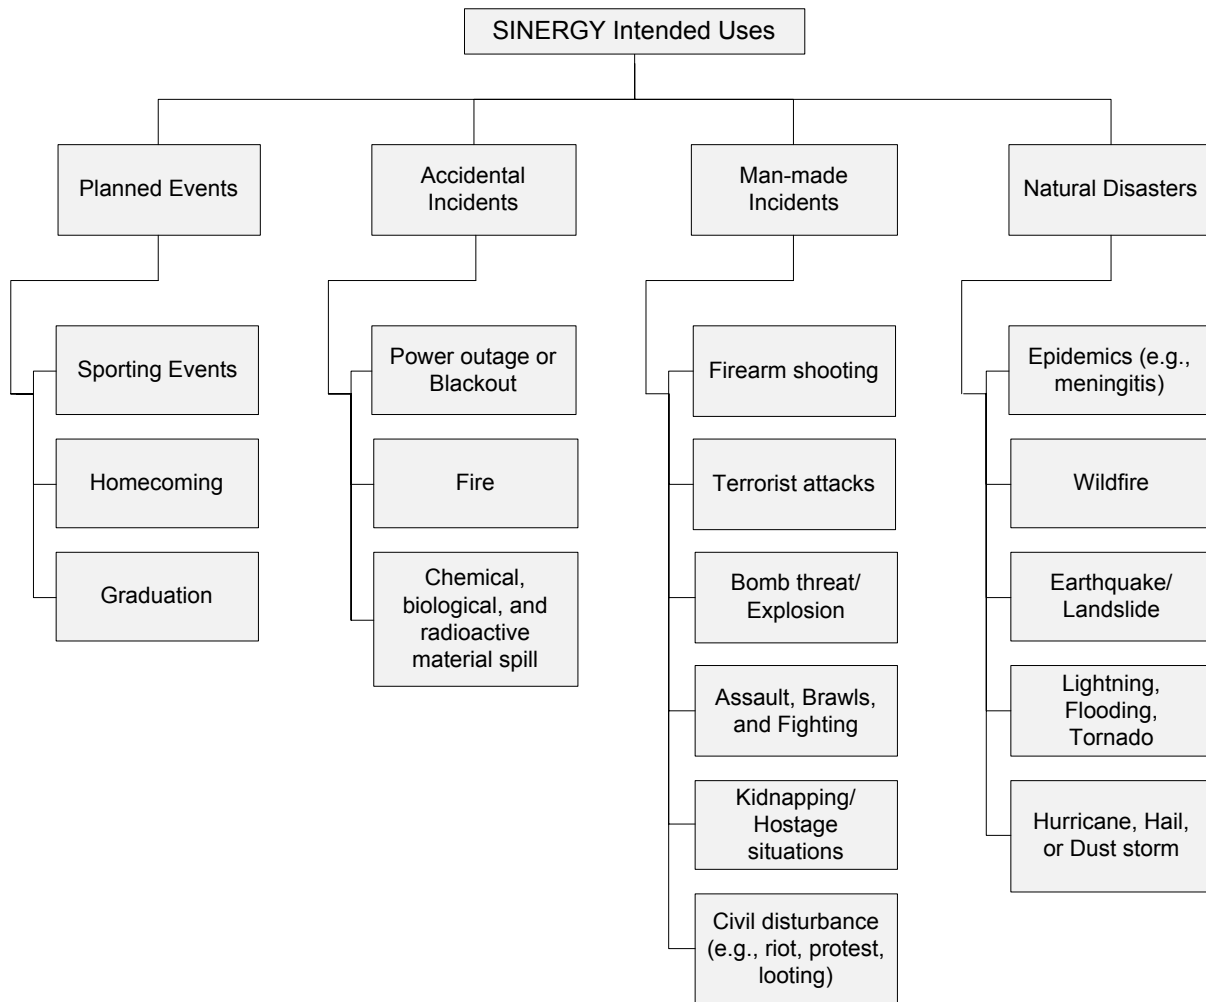 SINERGY Intended Uses
Planned Events
Accidental
Incidents
Man-made
Incidents
Natural Disasters
Sporting Events
Homecoming
Graduation
Power outage or
Blackout
Fire
Chemical,
biological, and
radioactive
material spill
Firearm shooting
Terrorist attacks
Bomb threat/
Explosion
Assault, Brawls,
and Fighting
Kidnapping/
Hostage
situations
Civil disturbance
(e.g., riot, protest,
looting)
Epidemics (e.g.,
meningitis)
Wildfire
Earthquake/
Landslide
Lightning,
Flooding,
Tornado
Hurricane, Hail,
or Dust storm